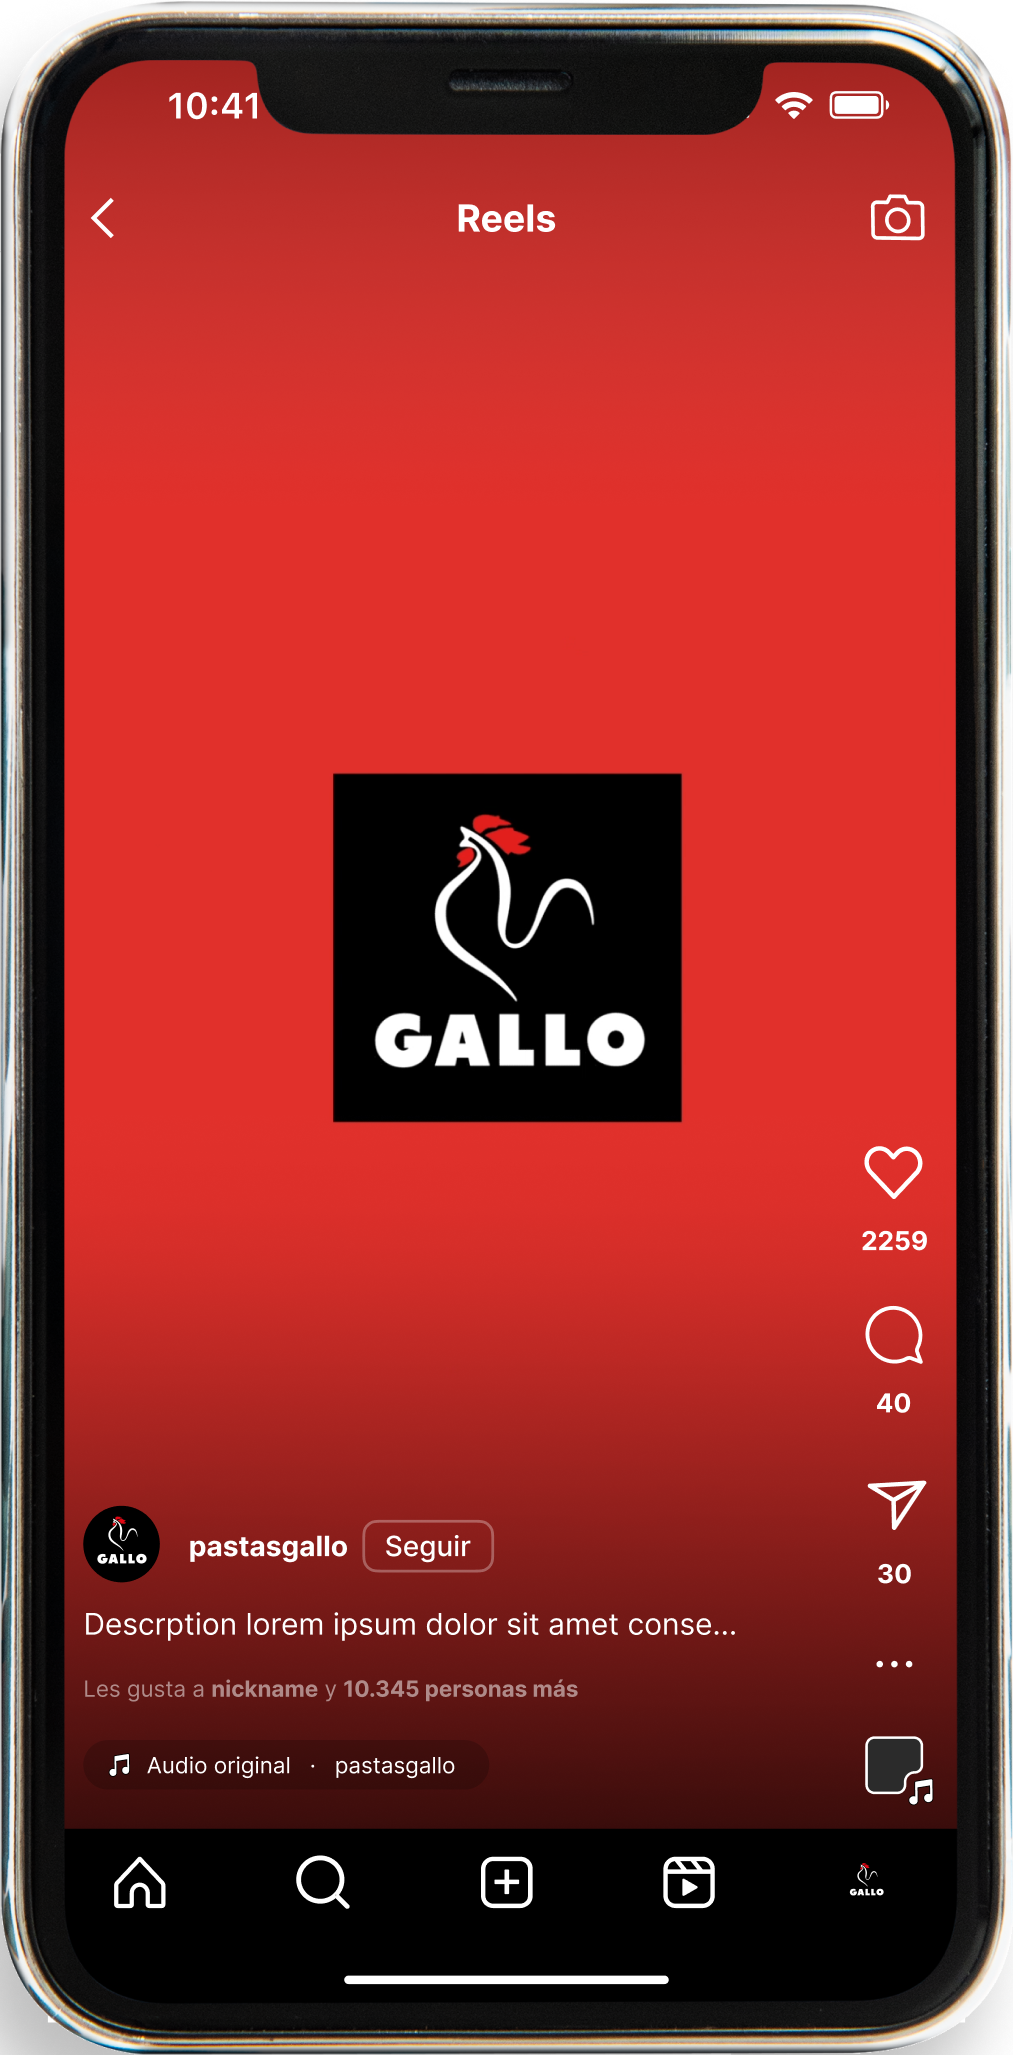 10:41
Reels
GALLO
2259
40
30
GALLO
pastasgallo Seguir
Descrption lorem ipsum dolor sit amet conse...
Les gusta a nickname y 10.345 personas más
Audio original · pastasgallo
GALLO